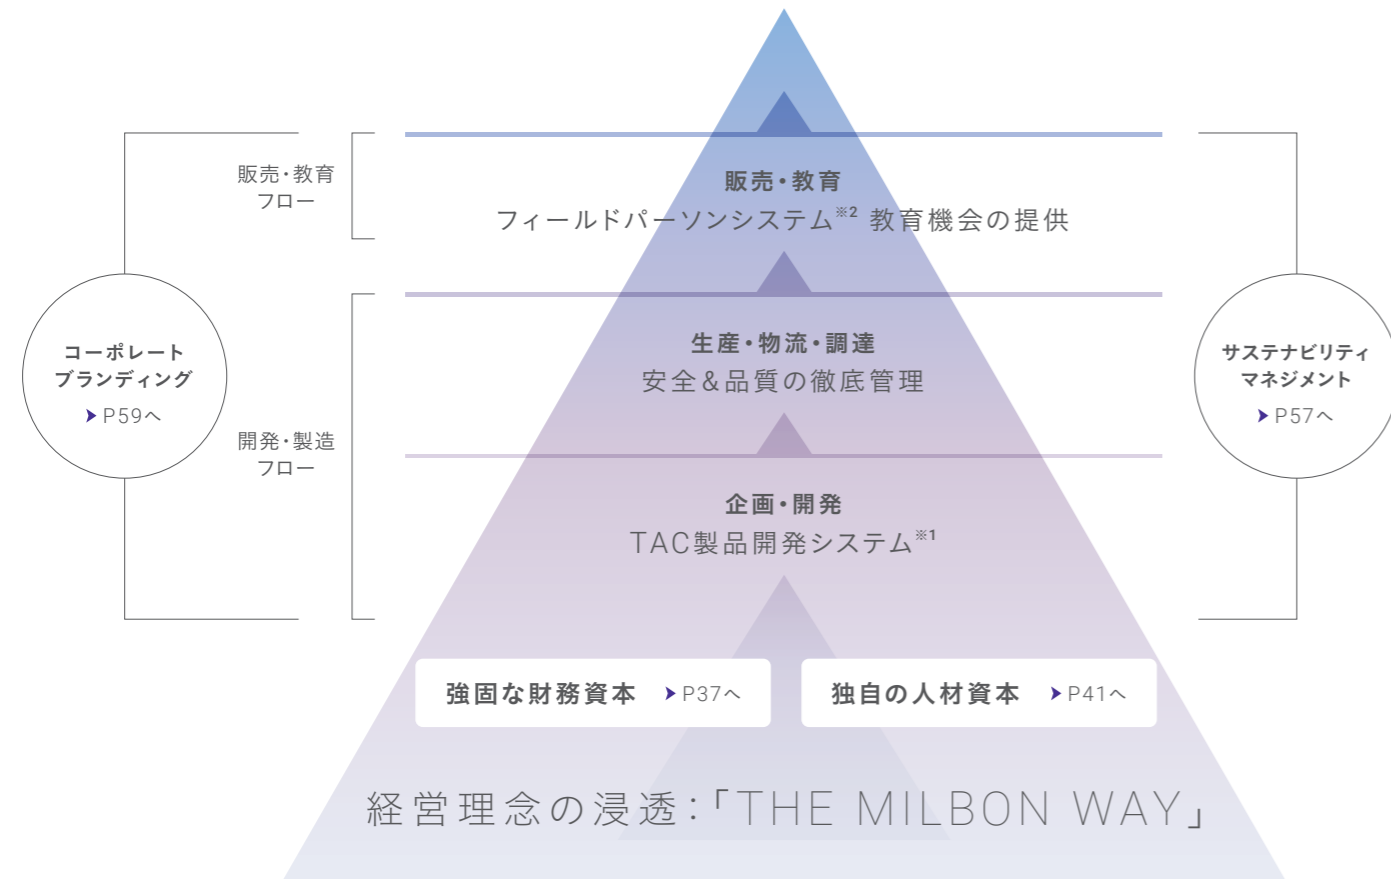 販売・教育
フロー
販売・教育
フィールドパーソンシステム※2 教育機会の提供
コーポレート
ブランディング
P59へ
開発・製造
フロー
生産・物流・調達
安全&品質の徹底管理
サステナビリティ
マネジメント
P57へ
企画・開発
TAC製品開発システム※1
強固な財務資本 P37へ
独自の人材資本 P41へ
経営理念の浸透:「THE MILBON WAY」